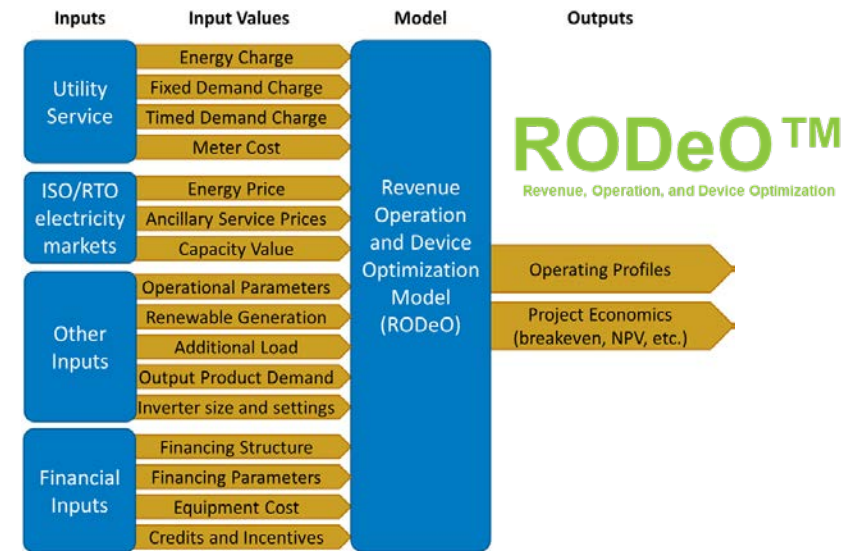 Inputs
Input Values
Model
Outputs
Utility
Service
Energy Charge
Fixed Demand Charge
Timed Demand Charge
Meter Cost
ISO/RTO
electricity
markets
Energy Price
Ancillary Service Prices
Capacity Value
Other
Inputs
Operational Parameters
Renewable Generation
Additional Load
Output Product Demand
Inverter size and settings
Financial
Inputs
Financing Structure
Financing Parameters
Equipment Cost
Credits and Incentives
Revenue
Operation
and Device
Optimization
Model
(RODeO)
RODeO™
Revenue, Operation, and Device Optimization
Operating Profiles
Project Economics
(breakeven, NPV, etc.)